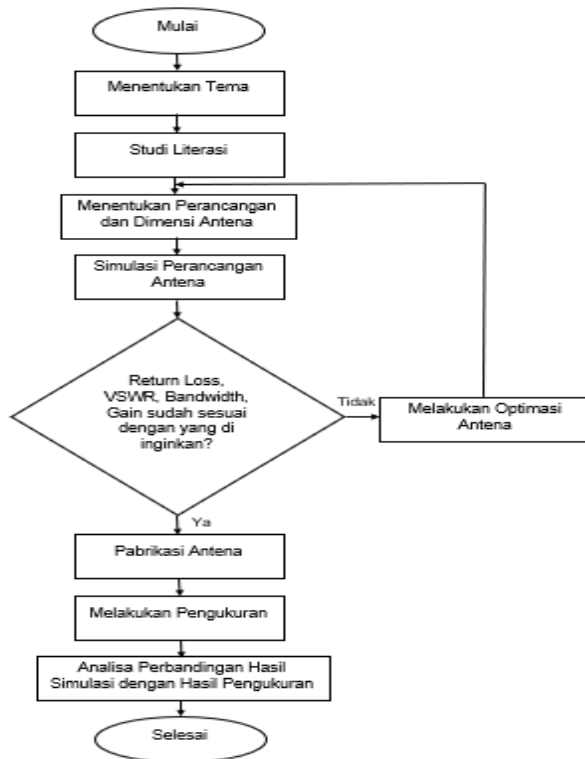 Mulai
Menentukan Tema
Studi Literasi
Menentukan Perancangan
dan Dimensi Antena
Simulasi Perancangan
Antena
Return Loss,
VSWR, Bandwidth,
Gain sudah sesuai
dengan yang di
inginkan?
Tidak
Melakukan Optimasi
Antena
Ya
Pabrikasi Antena
Melakukan Pengukuran
Analisa Perbandingan Hasil
Simulasi dengan Hasil Pengukuran
Selesai